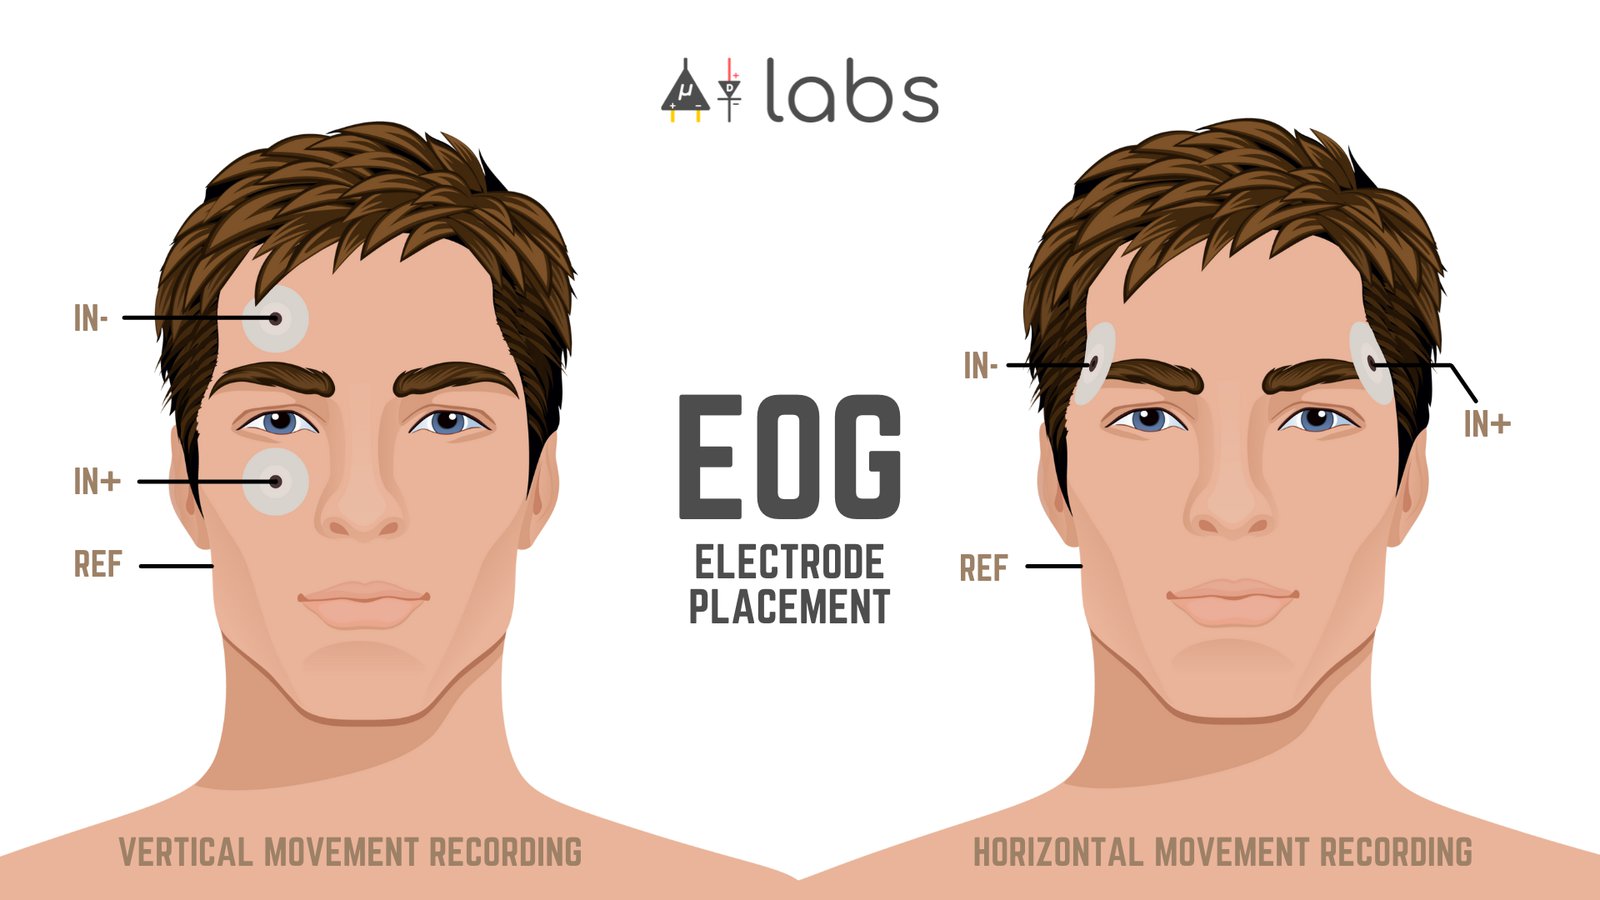 μ D labs
IN-
IN+
REF
VERTICAL MOVEMENT RECORDING
EOG
ELECTRODE
PLACEMENT
IN-
IN+
REF
HORIZONTAL MOVEMENT RECORDING